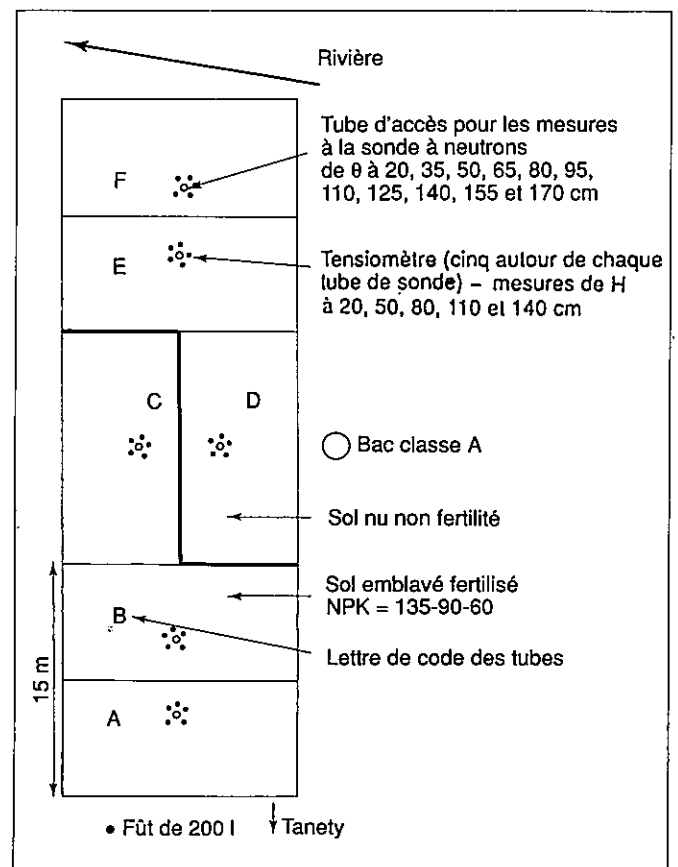 Rivière
Tube d'accès pour les mesures
à la sonde à neutrons
de θ à 20, 35, 50, 65, 80, 95,
110, 125, 140, 155 et 170 cm
F
E
Tensiomètre (cinq autour de chaque
tube de sonde) – mesures de H
à 20, 50, 80, 110 et 140 cm
C
D
Bac classe A
Sol nu non fertilité
Sol emblavé fertilisé
NPK = 135-90-60
B
Lettre de code des tubes
15 m
A
• Fût de 200 l
Tanety